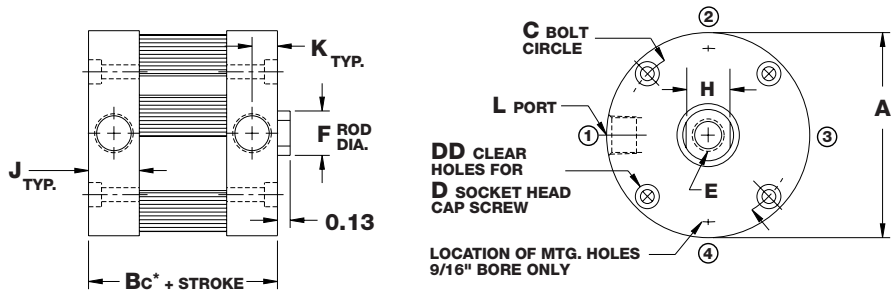 K TYP.
F ROD
DIA.
J TYP.
0.13
BC* + STROKE
C BOLT
CIRCLE
H
L PORT
A
DD CLEAR
HOLES FOR
D SOCKET HEAD
CAP SCREW
E
LOCATION OF MTG. HOLES
9/16" BORE ONLY
1
2
3
4